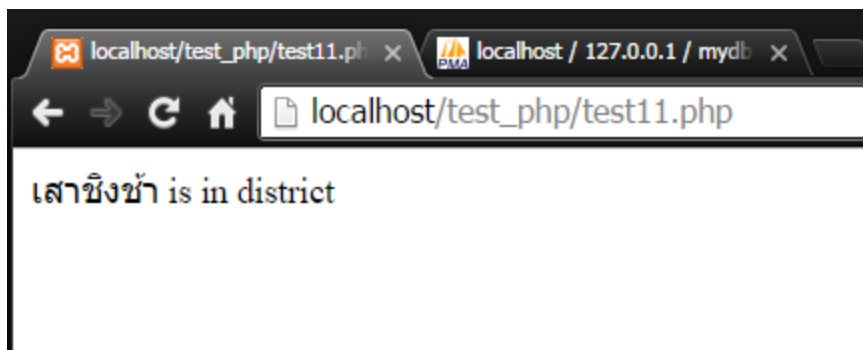 localhost/test_php/test11.ph
localhost / 127.0.0.1 / mydb
PMA
localhost/test_php/test11.php
เสาชิงช้า is in district